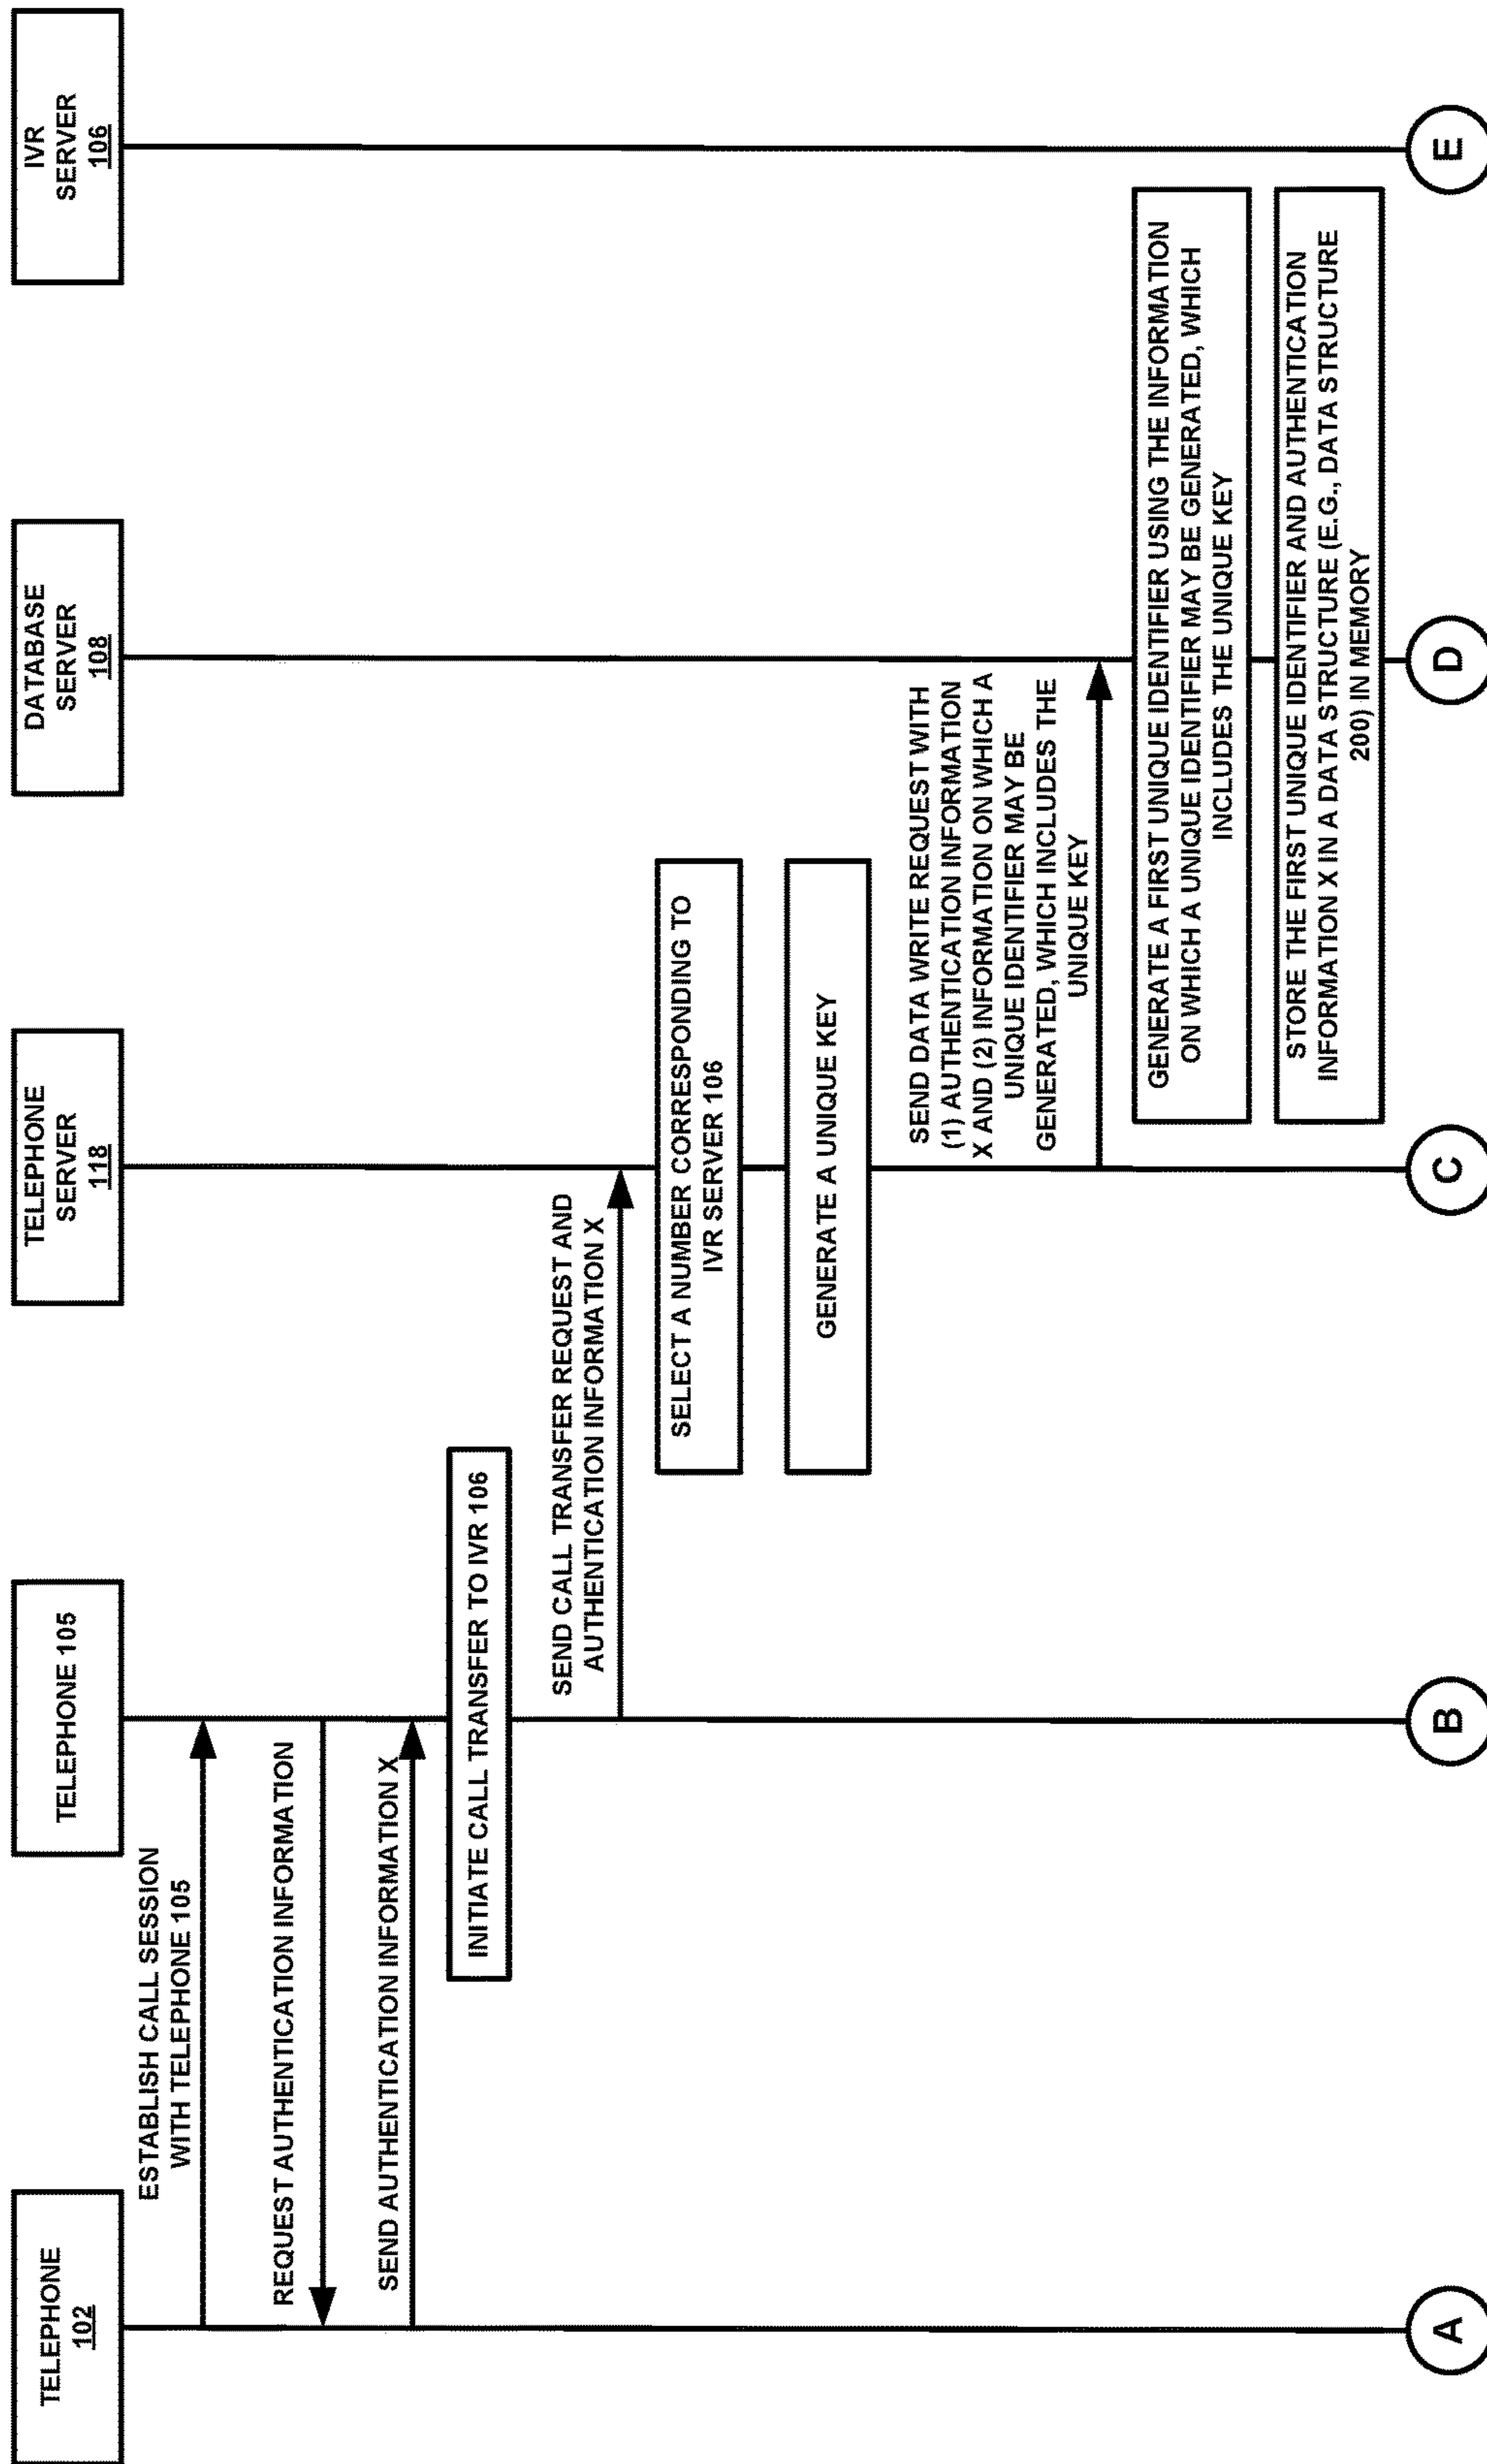 TELEPHONE
102
TELEPHONE 105
TELEPHONE
SERVER
118
DATABASE
SERVER
108
IVR
SERVER
106
ESTABLISH CALL SESSION
WITH TELEPHONE 105
REQUEST AUTHENTICATION INFORMATION
SEND AUTHENTICATION INFORMATION X
INITIATE CALL TRANSFER TO IVR 106
SEND CALL TRANSFER REQUEST AND
AUTHENTICATION INFORMATION X
SELECT A NUMBER CORRESPONDING TO
IVR SERVER 106
GENERATE A UNIQUE KEY
SEND DATA WRITE REQUEST WITH
(1) AUTHENTICATION INFORMATION
X AND (2) INFORMATION ON WHICH A
UNIQUE IDENTIFIER MAY BE
GENERATED, WHICH INCLUDES THE
UNIQUE KEY
GENERATE A FIRST UNIQUE IDENTIFIER USING THE INFORMATION
ON WHICH A UNIQUE IDENTIFIER MAY BE GENERATED, WHICH
INCLUDES THE UNIQUE KEY
STORE THE FIRST UNIQUE IDENTIFIER AND AUTHENTICATION
INFORMATION X IN A DATA STRUCTURE (E.G., DATA STRUCTURE
200) IN MEMORY
A
B
C
D
E